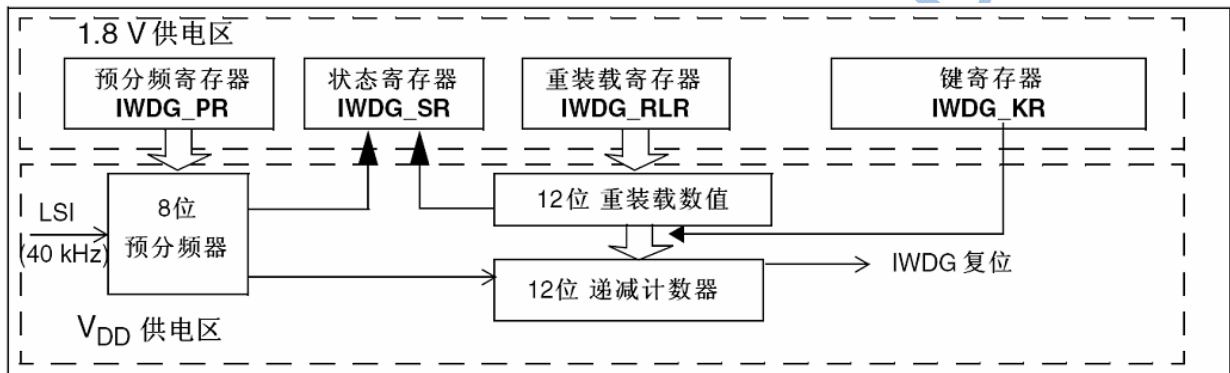 1.8 V 供电区
预分频寄存器
IWDG_PR
状态寄存器
IWDG_SR
重装载寄存器
IWDG_RLR
键寄存器
IWDG_KR
LSI
(40 kHz)
8位
预分频器
12位 重装载数值
12位 递减计数器
IWDG 复位
VDD 供电区